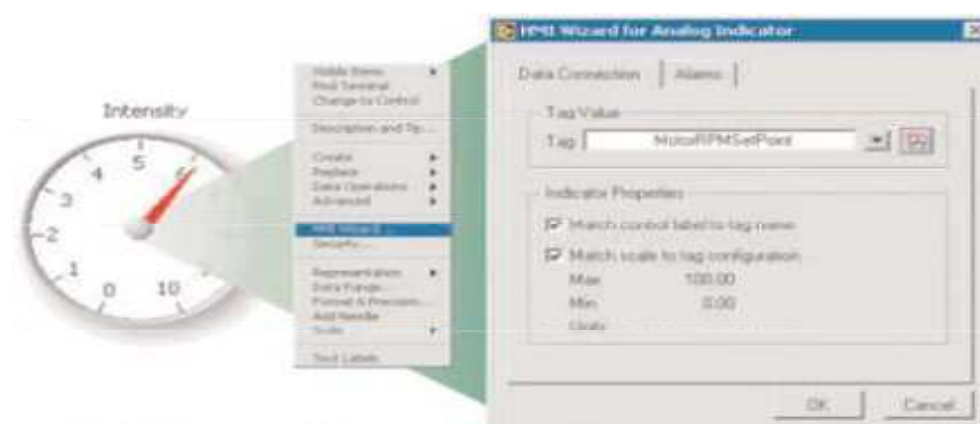 Intensity
0
1
2
3
4
5
6
10
Visible Items
Find Terminal
Change to Control
Description and Tip...
Create
Replace
Data Operations
Advanced
HMI Wizard...
Security...
Representation
Data Range...
Format & Precision...
Add Needle
Scale
Text Labels
HMI Wizard for Analog Indicator
Data Connection Alarms
Tag Value
Tag MotorRPMSetPoint
Indicator Properties
Match control label to tag name
Match scale to tag configuration
Max 100.00
Min 0.00
Units
OK Cancel